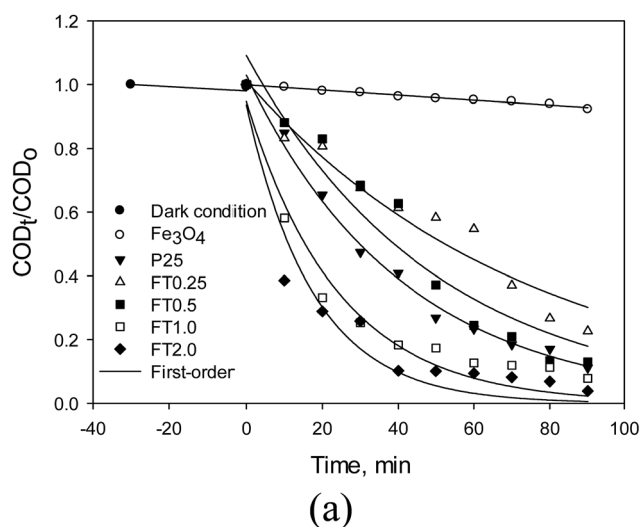 1.2
1.0
0.8
0.6
0.4
0.2
0.0
CODt/CODo
Dark condition
Fe3O4
P25
FT0.25
FT0.5
FT1.0
FT2.0
First-order
-40 -20 0 20 40 60 80 100
Time, min
(a)